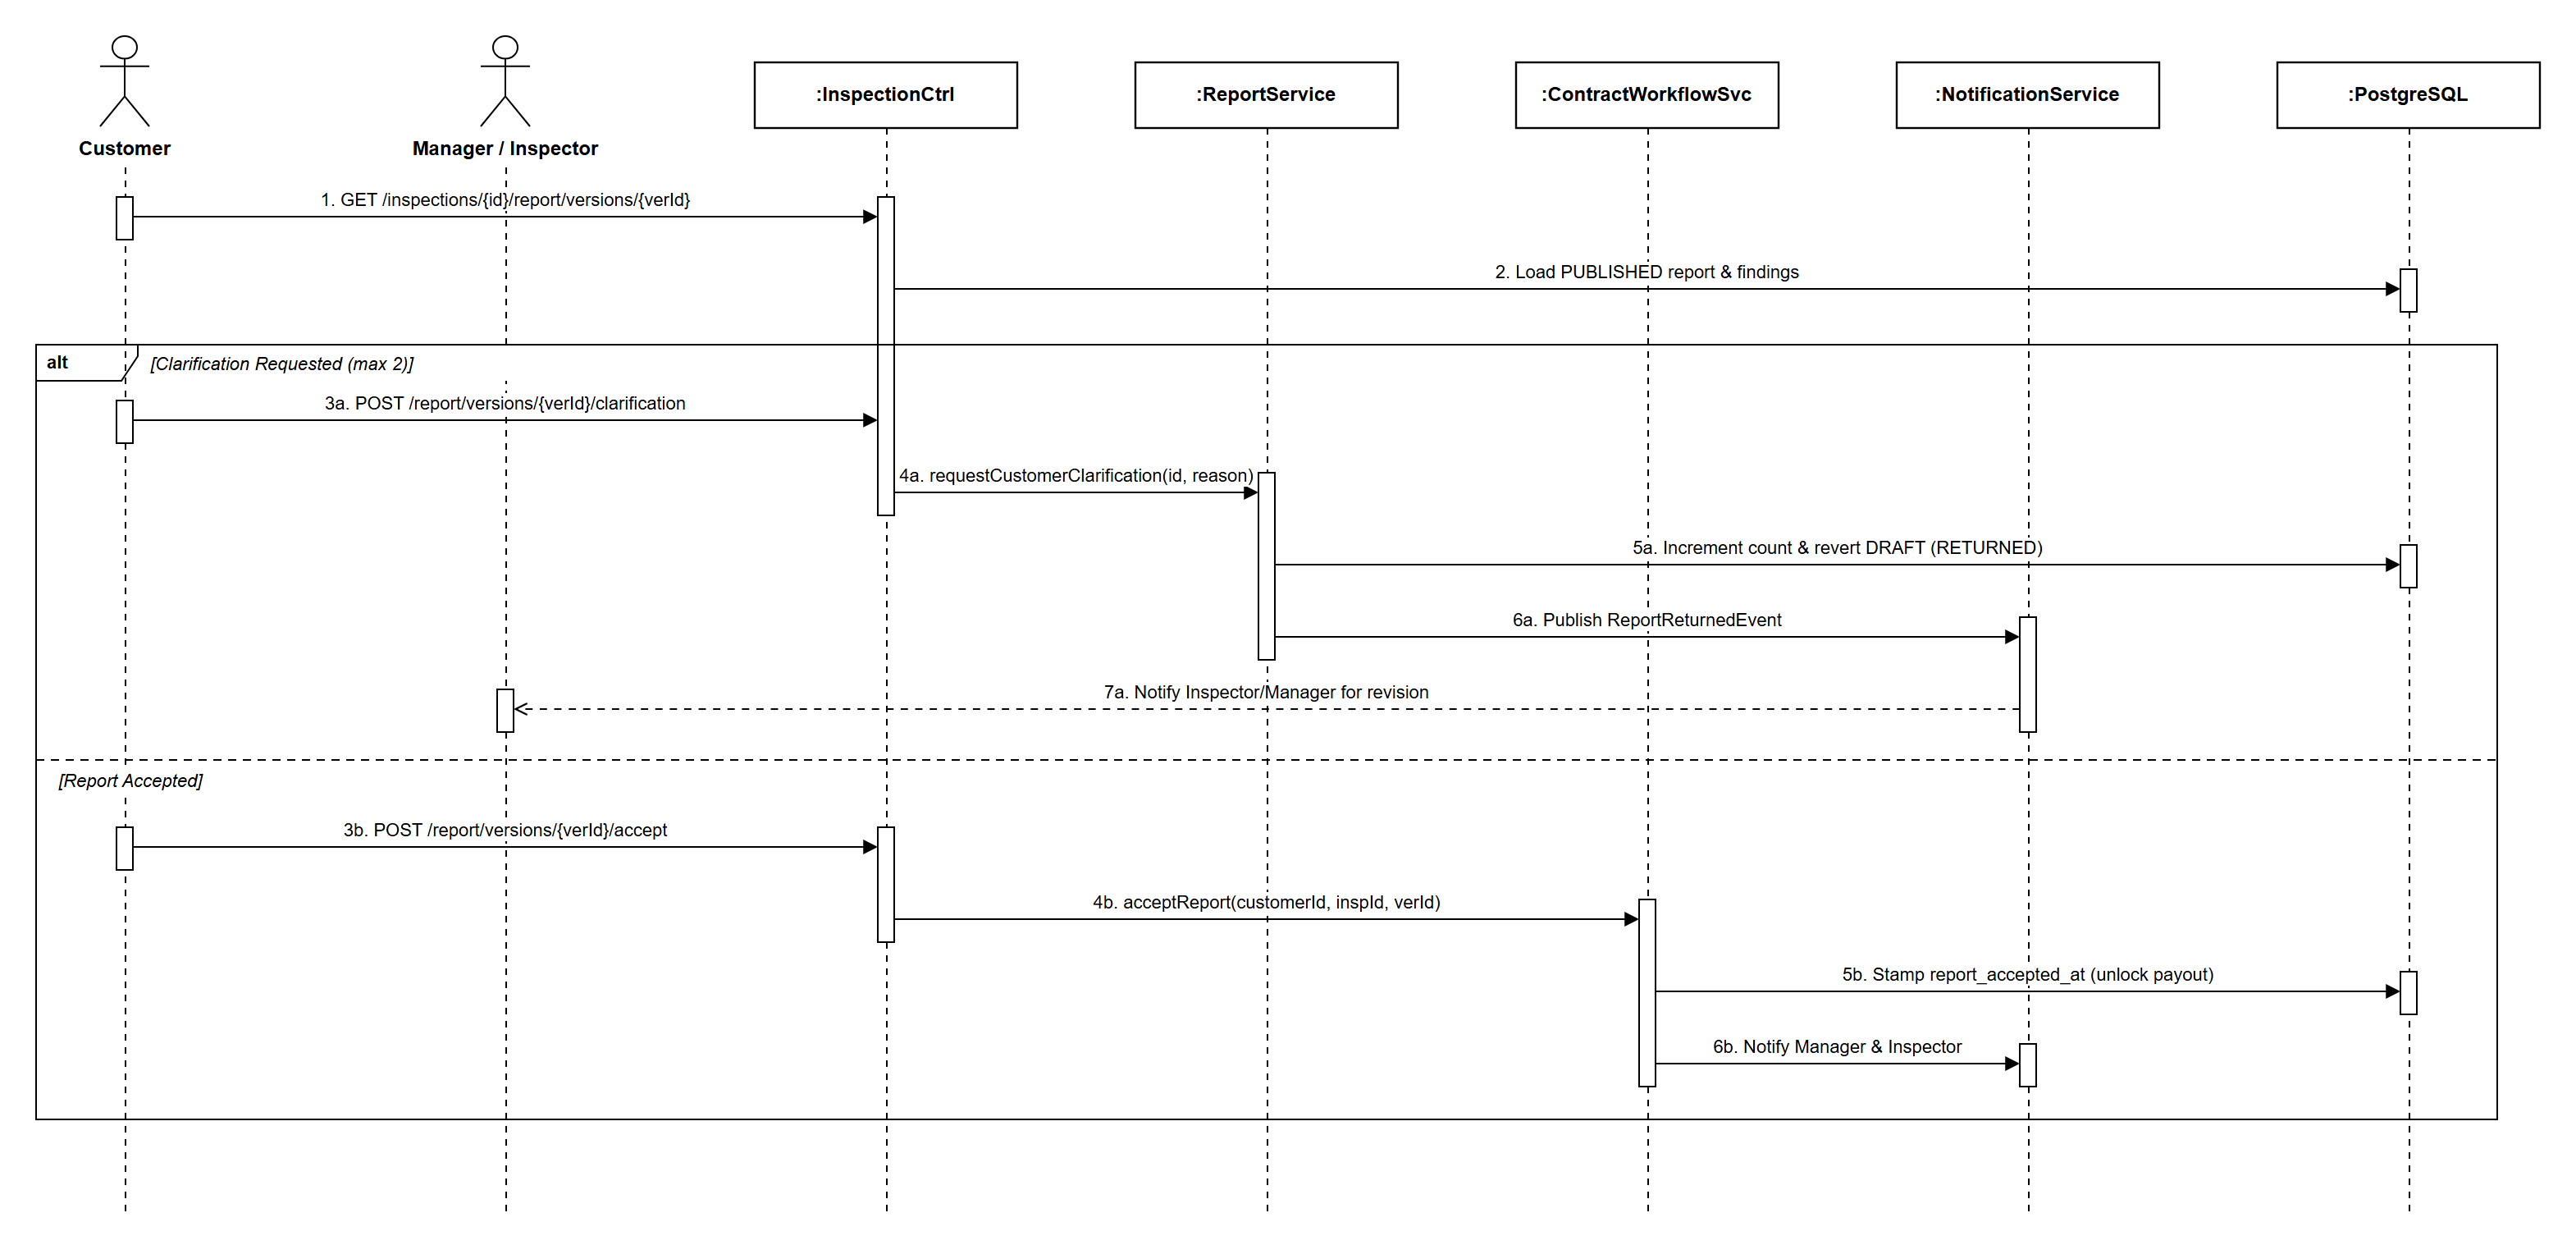 Customer
Manager / Inspector
:InspectionCtrl
:ReportService
:ContractWorkflowSvc
:NotificationService
:PostgreSQL
1. GET /inspections/{id}/report/versions/{verId}
2. Load PUBLISHED report & findings
alt
[Clarification Requested (max 2)]
3a. POST /report/versions/{verId}/clarification
4a. requestCustomerClarification(id, reason)
5a. Increment count & revert DRAFT (RETURNED)
6a. Publish ReportReturnedEvent
7a. Notify Inspector/Manager for revision
[Report Accepted]
3b. POST /report/versions/{verId}/accept
4b. acceptReport(customerId, inspId, verId)
5b. Stamp report_accepted_at (unlock payout)
6b. Notify Manager & Inspector